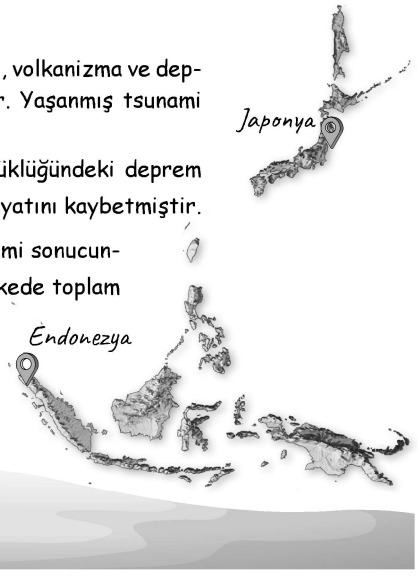 , volkanizma ve dep-
r. Yaşanmış tsunami
Japonya
üklüğündeki deprem
yatını kaybetmiştir.
mi sonucun-
kede toplam
Endonezya